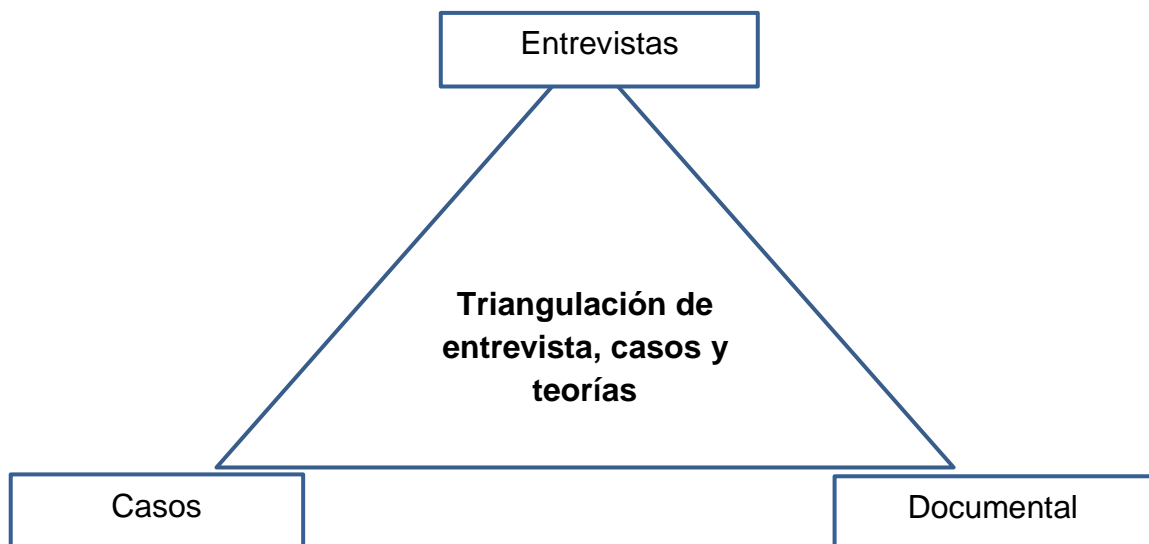 Entrevistas
Triangulación de
entrevista, casos y
teorías
Casos
Documental